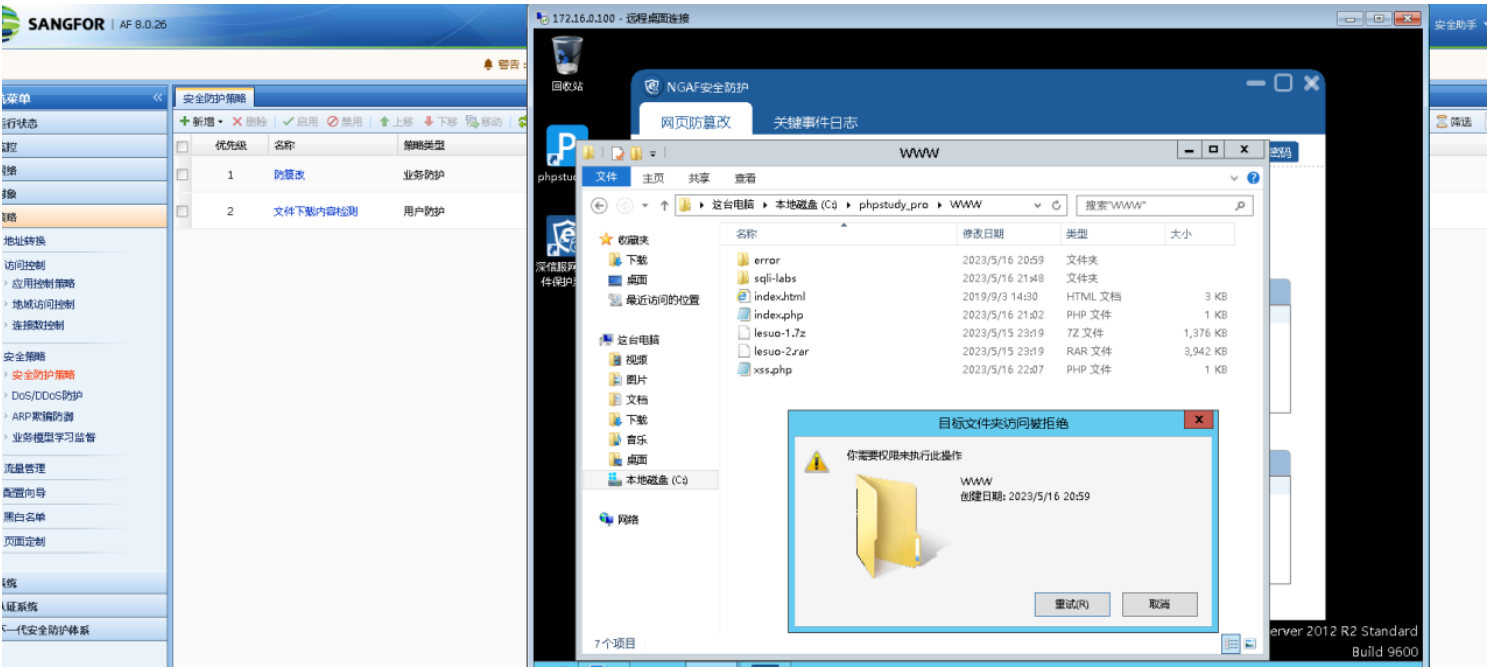 SANGFOR | AF 8.0.26
172.16.0.100 - 远程桌面连接
安全助手
警告:
菜单
安全防护策略
新增 删除 启用 禁用 上移 下移 移动
筛选
优先级 名称 策略类型
1 防篡改 业务防护
2 文件下载内容检测 用户防护
行状态
地址转换
访问控制
应用控制策略
地域访问控制
连接数控制
安全策略
安全防护策略
DoS/DDoS防护
ARP欺骗防御
业务模型学习监督
流量管理
配置向导
黑白名单
页面定制
系统
认证系统
下一代安全防护体系
回收站
NGAF安全防护
网页防篡改 关键事件日志
密码
phpstu
深信服网
件保护
WWW
文件 主页 共享 查看
这台电脑 本地磁盘 (C:) phpstudy_pro WWW
搜索"WWW"
收藏夹
下载
桌面
最近访问的位置
这台电脑
视频
图片
文档
下载
音乐
桌面
本地磁盘 (C:)
网络
名称 修改日期 类型 大小
error 2023/5/16 20:59 文件夹
sqli-labs 2023/5/16 21:48 文件夹
index.html 2019/9/3 14:30 HTML 文档 3 KB
index.php 2023/5/16 21:02 PHP 文件 1 KB
lesuo-1.7z 2023/5/15 23:19 7Z 文件 1,376 KB
lesuo-2.rar 2023/5/15 23:19 RAR 文件 3,942 KB
xss.php 2023/5/16 22:07 PHP 文件 1 KB
目标文件夹访问被拒绝
你需要权限来执行此操作
WWW
创建日期: 2023/5/16 20:59
重试(R) 取消
7个项目
erver 2012 R2 Standard
Build 9600